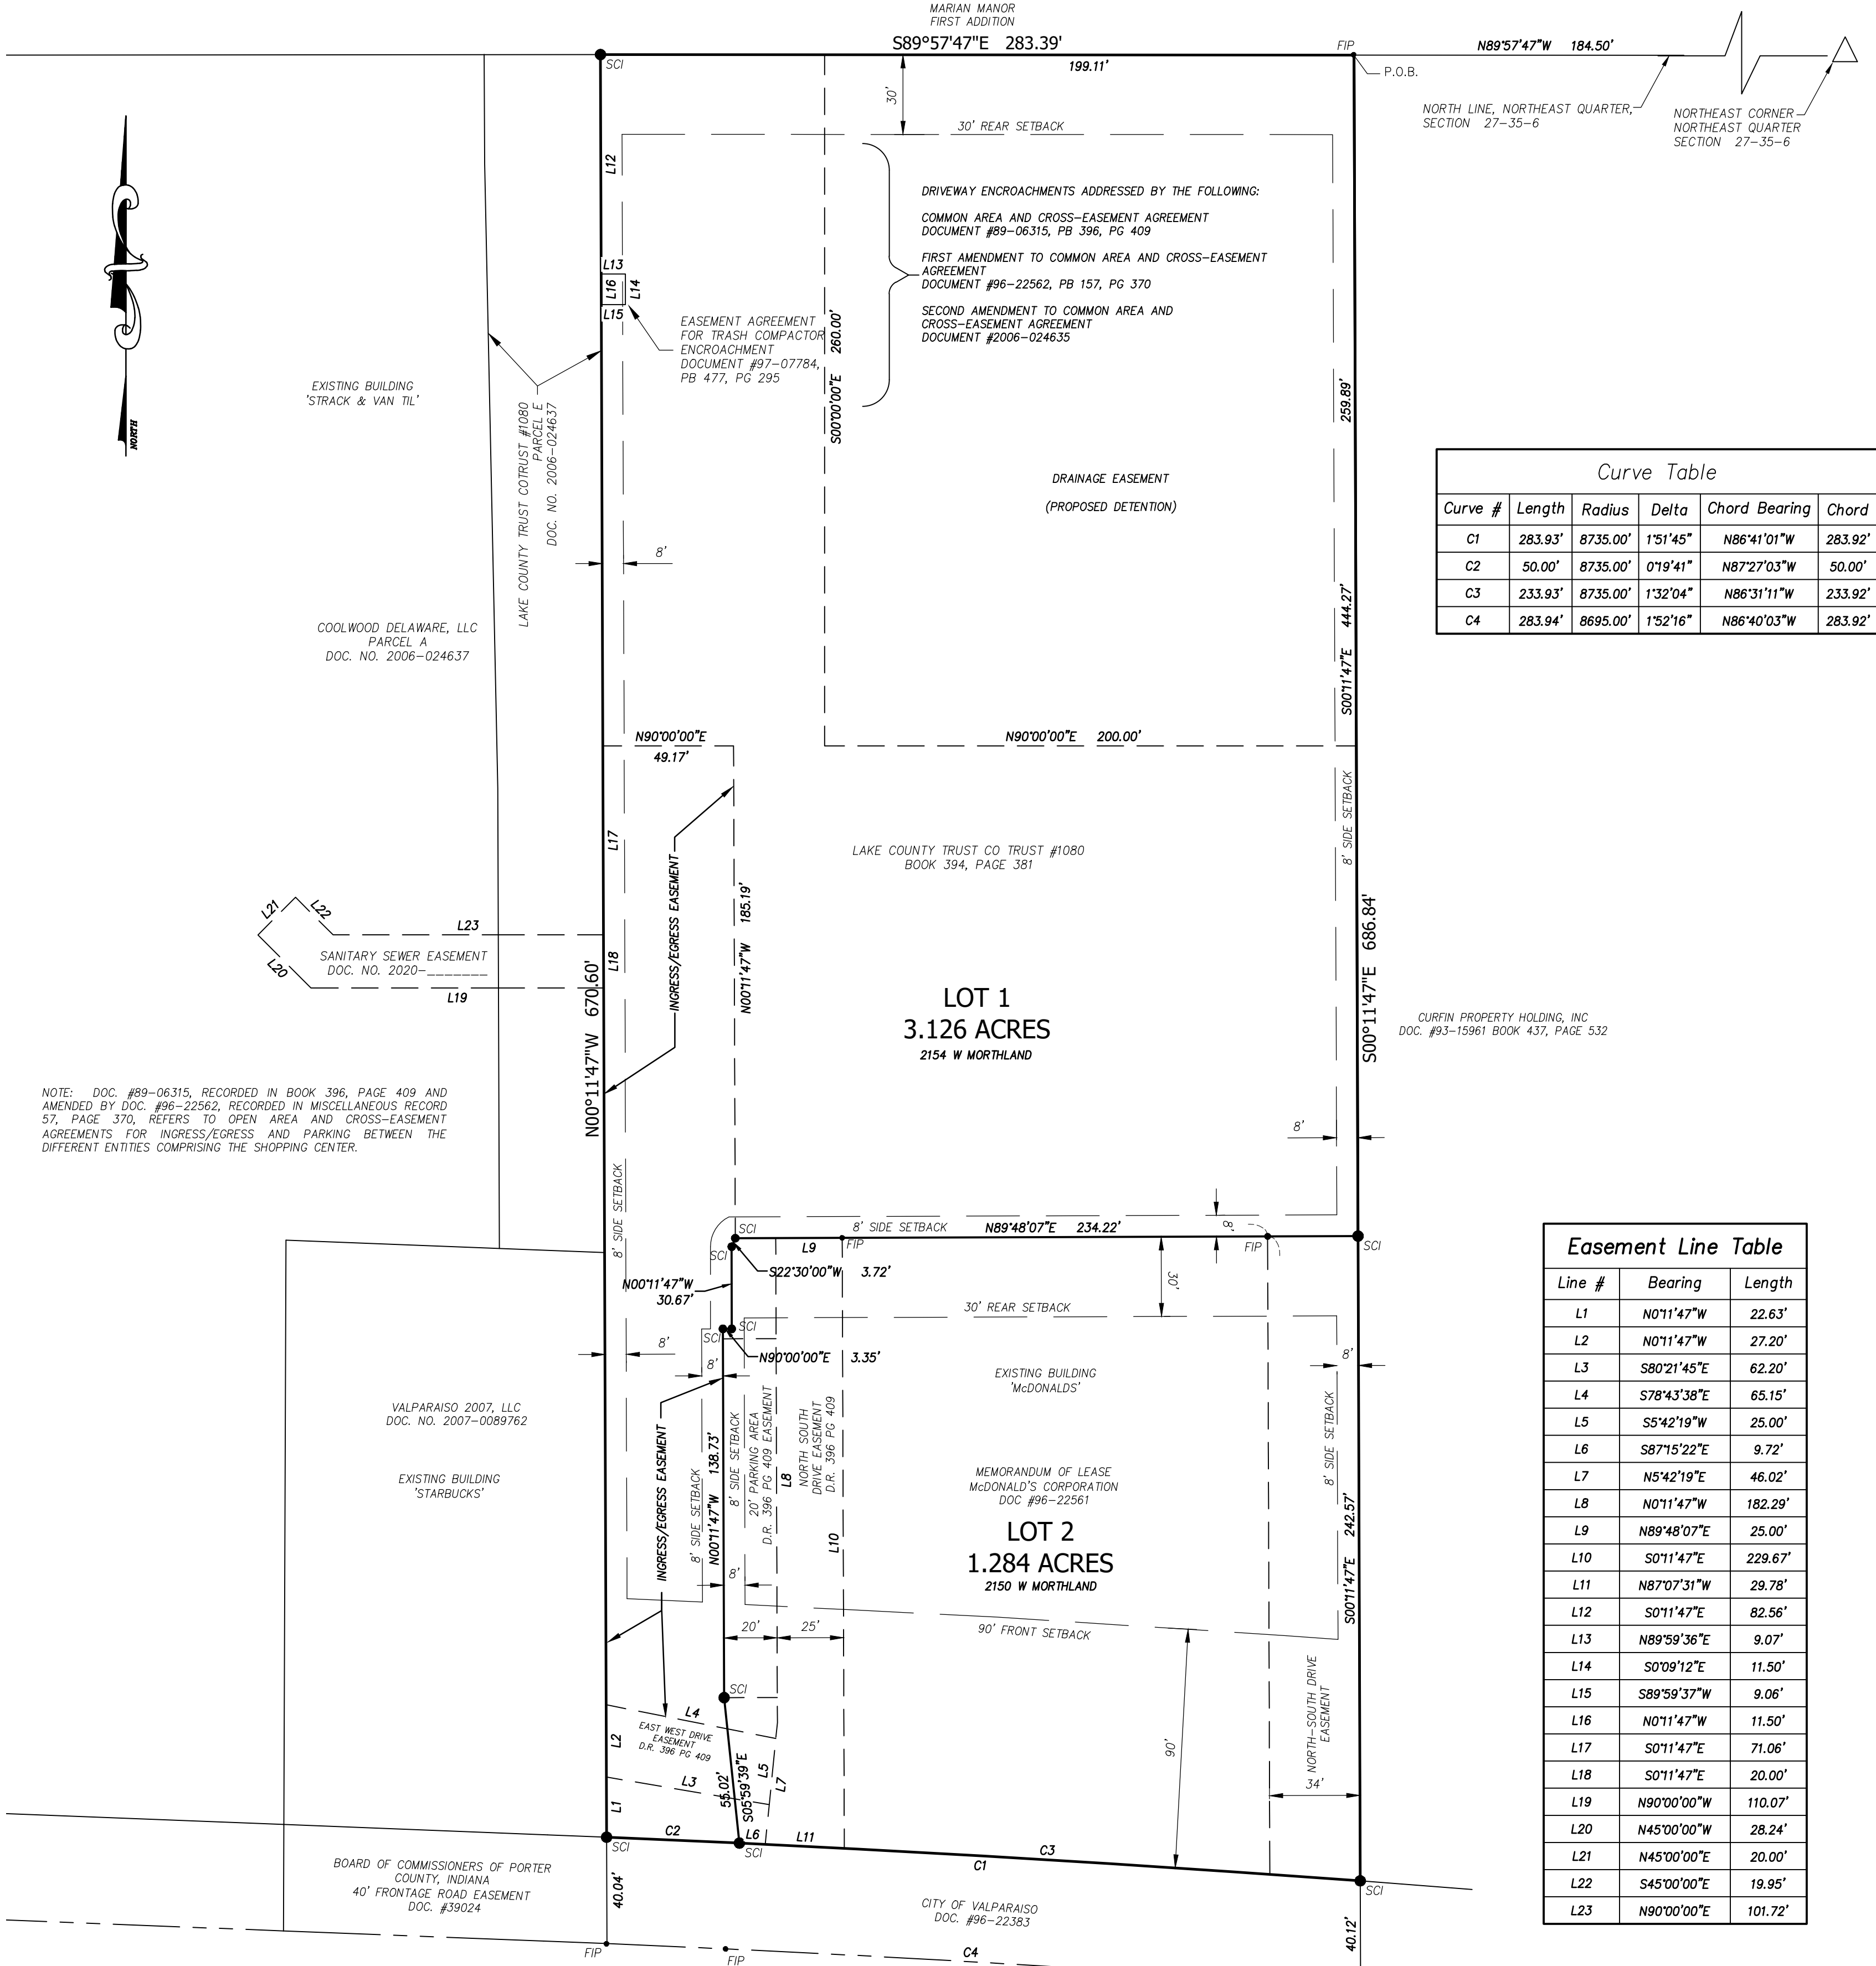 MARIAN MANOR
FIRST ADDITION
S89°57'47"E 283.39'
SCI
199.11'
FIP
P.O.B.
N89°57'47"W 184.50'
NORTH LINE, NORTHEAST QUARTER,
SECTION 27-35-6
NORTHEAST CORNER
NORTHEAST QUARTER
SECTION 27-35-6
30'
30' REAR SETBACK
NORTH
L12
L13
L16
L14
L15
EASEMENT AGREEMENT
FOR TRASH COMPACTOR
ENCROACHMENT
DOCUMENT #97-07784,
PB 477, PG 295
S00°00'00"E 260.00'
DRIVEWAY ENCROACHMENTS ADDRESSED BY THE FOLLOWING:
COMMON AREA AND CROSS-EASEMENT AGREEMENT
DOCUMENT #89-06315, PB 396, PG 409
FIRST AMENDMENT TO COMMON AREA AND CROSS-EASEMENT
AGREEMENT
DOCUMENT #96-22562, PB 157, PG 370
SECOND AMENDMENT TO COMMON AREA AND
CROSS-EASEMENT AGREEMENT
DOCUMENT #2006-024635
EXISTING BUILDING
'STRACK & VAN TIL'
LAKE COUNTY TRUST COTRUST #1080
PARCEL E
DOC. NO. 2006-024637
8'
259.89'
DRAINAGE EASEMENT
(PROPOSED DETENTION)
S00°11'47"E 444.27'
COOLWOOD DELAWARE, LLC
PARCEL A
DOC. NO. 2006-024637
Curve Table
Curve # Length Radius Delta Chord Bearing Chord
C1 283.93' 8735.00' 1°51'45" N86°41'01"W 283.92'
C2 50.00' 8735.00' 0°19'41" N87°27'03"W 50.00'
C3 233.93' 8735.00' 1°32'04" N86°31'11"W 233.92'
C4 283.94' 8695.00' 1°52'16" N86°40'03"W 283.92'
N90°00'00"E
49.17'
N90°00'00"E 200.00'
8' SIDE SETBACK
L17
INGRESS/EGRESS EASEMENT
N00°11'47"W 185.19'
LAKE COUNTY TRUST CO TRUST #1080
BOOK 394, PAGE 381
L21
L22
L23
SANITARY SEWER EASEMENT
DOC. NO. 2020-_______
L20
L19
L18
N00°11'47"W 670.60'
S00°11'47"E 686.84'
LOT 1
3.126 ACRES
2154 W MORTHLAND
CURFIN PROPERTY HOLDING, INC
DOC. #93-15961 BOOK 437, PAGE 532
NOTE: DOC. #89-06315, RECORDED IN BOOK 396, PAGE 409 AND
AMENDED BY DOC. #96-22562, RECORDED IN MISCELLANEOUS RECORD
57, PAGE 370, REFERS TO OPEN AREA AND CROSS-EASEMENT
AGREEMENTS FOR INGRESS/EGRESS AND PARKING BETWEEN THE
DIFFERENT ENTITIES COMPRISING THE SHOPPING CENTER.
8'
8' SIDE SETBACK
SCI
8' SIDE SETBACK
N89°48'07"E 234.22'
8'
L9
FIP
FIP
SCI
SCI
S22°30'00"W 3.72'
N00°11'47"W
30.67'
30'
30' REAR SETBACK
SCI
SCI
N90°00'00"E 3.35'
8'
8'
8'
EXISTING BUILDING
'McDONALDS'
VALPARAISO 2007, LLC
DOC. NO. 2007-0089762
EXISTING BUILDING
'STARBUCKS'
INGRESS/EGRESS EASEMENT
8' SIDE SETBACK
N00°11'47"W 138.73'
8' SIDE SETBACK
20' PARKING AREA
D.R. 396 PG 409 EASEMENT
L8
NORTH SOUTH
DRIVE EASEMENT
D.R. 396 PG 409
L10
MEMORANDUM OF LEASE
McDONALD'S CORPORATION
DOC #96-22561
LOT 2
1.284 ACRES
2150 W MORTHLAND
8' SIDE SETBACK
S00°11'47"E 242.57'
8'
20'
25'
90' FRONT SETBACK
90'
SCI
L4
EAST WEST DRIVE
EASEMENT
D.R. 396 PG 409
L2
L3
L1
55.02'
S05°59'39"E
L5
L7
NORTH-SOUTH DRIVE
EASEMENT
34'
C2
L6
L11
C3
C1
SCI
SCI
SCI
BOARD OF COMMISSIONERS OF PORTER
COUNTY, INDIANA
40' FRONTAGE ROAD EASEMENT
DOC. #39024
40.04'
CITY OF VALPARAISO
DOC. #96-22383
40.12'
FIP
FIP
C4
Easement Line Table
Line # Bearing Length
L1 N0°11'47"W 22.63'
L2 N0°11'47"W 27.20'
L3 S80°21'45"E 62.20'
L4 S78°43'38"E 65.15'
L5 S5°42'19"W 25.00'
L6 S87°15'22"E 9.72'
L7 N5°42'19"E 46.02'
L8 N0°11'47"W 182.29'
L9 N89°48'07"E 25.00'
L10 S0°11'47"E 229.67'
L11 N87°07'31"W 29.78'
L12 S0°11'47"E 82.56'
L13 N89°59'36"E 9.07'
L14 S0°09'12"E 11.50'
L15 S89°59'37"W 9.06'
L16 N0°11'47"W 11.50'
L17 S0°11'47"E 71.06'
L18 S0°11'47"E 20.00'
L19 N90°00'00"W 110.07'
L20 N45°00'00"W 28.24'
L21 N45°00'00"E 20.00'
L22 S45°00'00"E 19.95'
L23 N90°00'00"E 101.72'